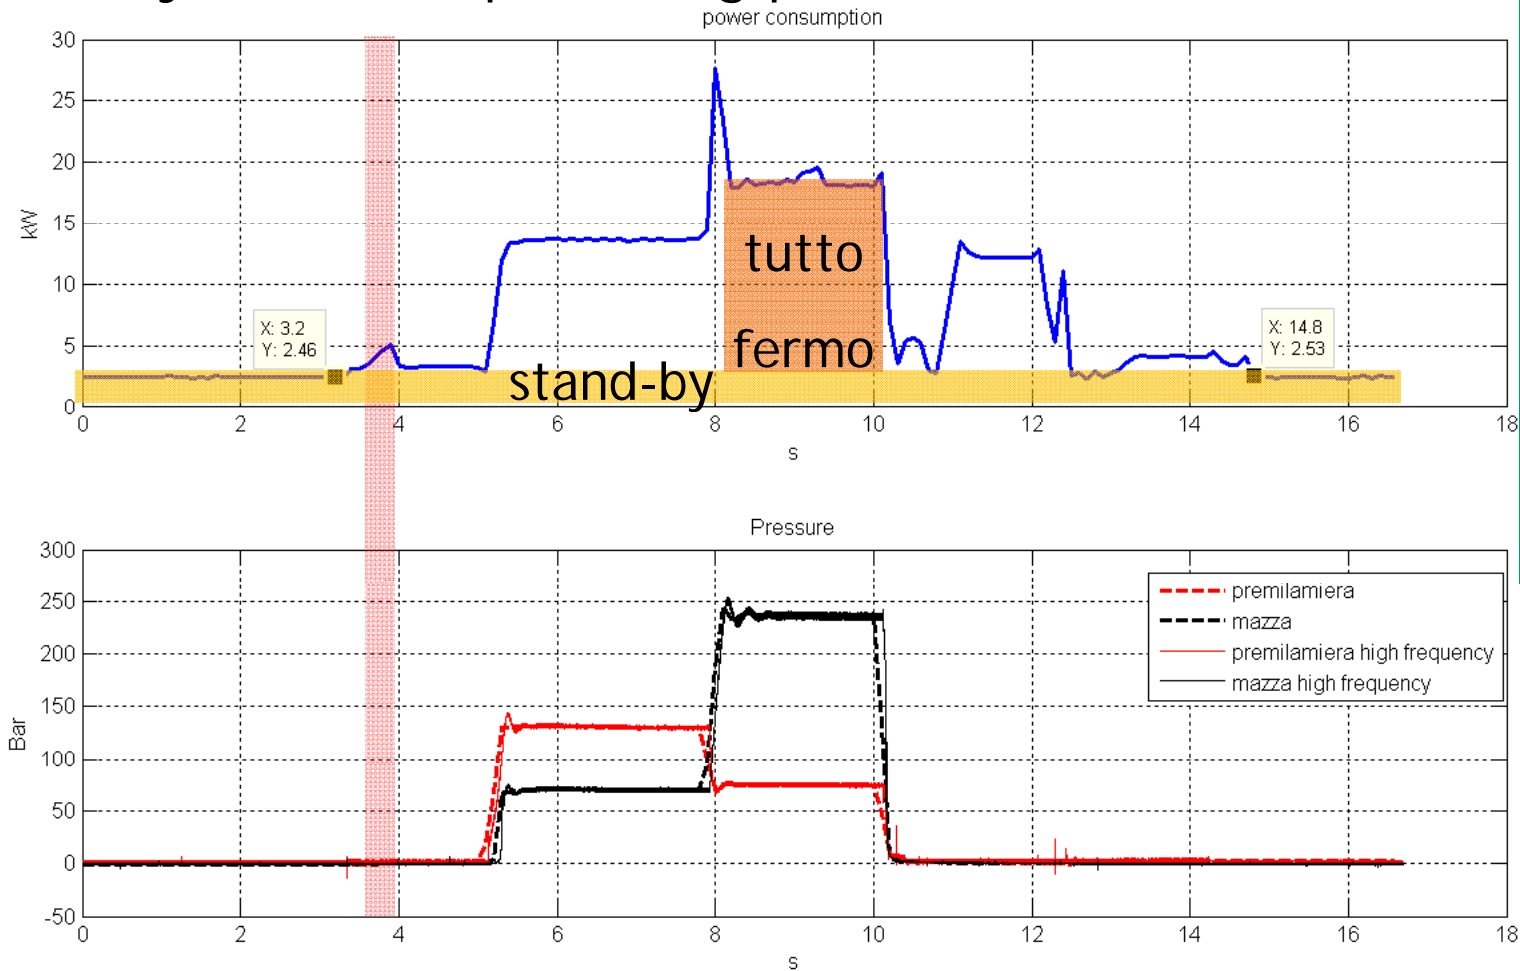 power consumption
30
25
20
15
10
5
0
kW
tutto
fermo
stand-by
X: 3.2
Y: 2.46
X: 14.8
Y: 2.53
0 2 4 6 8 10 12 14 16 18
s
Pressure
300
250
200
150
100
50
0
-50
Bar
premilamiera
mazza
premilamiera high frequency
mazza high frequency
0 2 4 6 8 10 12 14 16 18
s